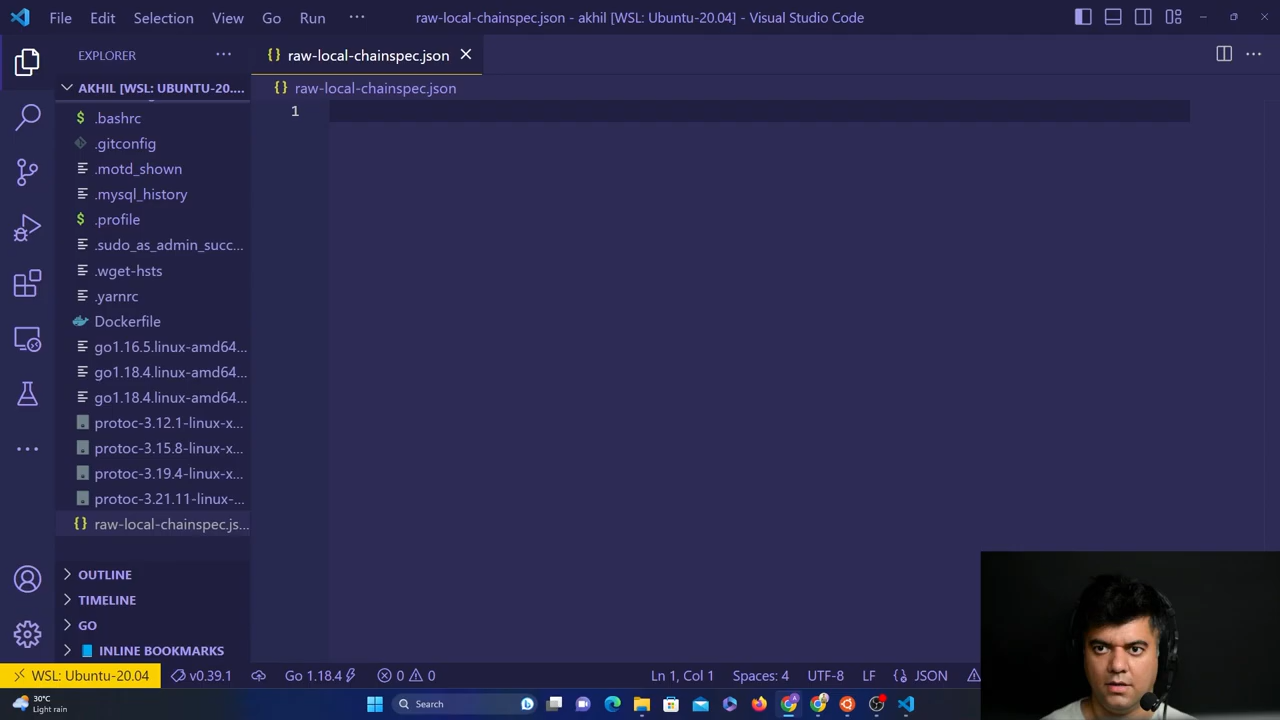 File Edit Selection View Go Run ··· raw-local-chainspec.json - akhil [WSL: Ubuntu-20.04] - Visual Studio Code
EXPLORER ···
raw-local-chainspec.json
AKHIL [WSL: UBUNTU-20....
raw-local-chainspec.json
1
.bashrc
.gitconfig
.motd_shown
.mysql_history
.profile
.sudo_as_admin_succ...
.wget-hsts
.yarnrc
Dockerfile
go1.16.5.linux-amd64...
go1.18.4.linux-amd64...
go1.18.4.linux-amd64...
protoc-3.12.1-linux-x...
protoc-3.15.8-linux-x...
protoc-3.19.4-linux-x...
protoc-3.21.11-linux-...
raw-local-chainspec.js...
OUTLINE
TIMELINE
GO
INLINE BOOKMARKS
WSL: Ubuntu-20.04 v0.39.1 Go 1.18.4 0 0 Ln 1, Col 1 Spaces: 4 UTF-8 LF JSON
30°C
Light rain
Search